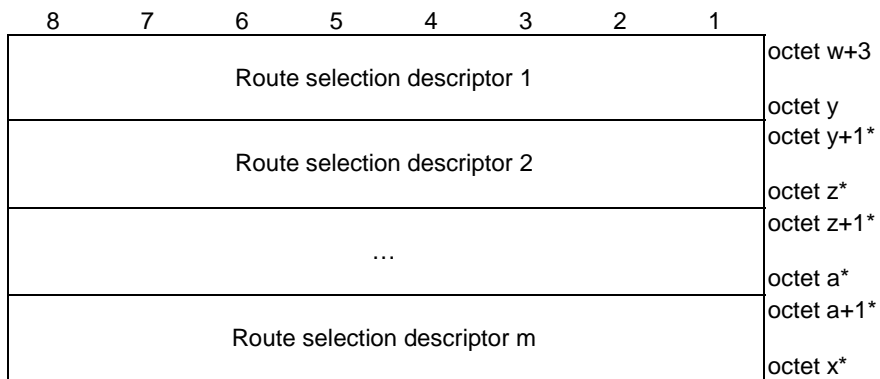 8 7 6 5 4 3 2 1
octet w+3
Route selection descriptor 1
octet y
octet y+1*
Route selection descriptor 2
octet z*
octet z+1*
…
octet a*
octet a+1*
Route selection descriptor m
octet x*